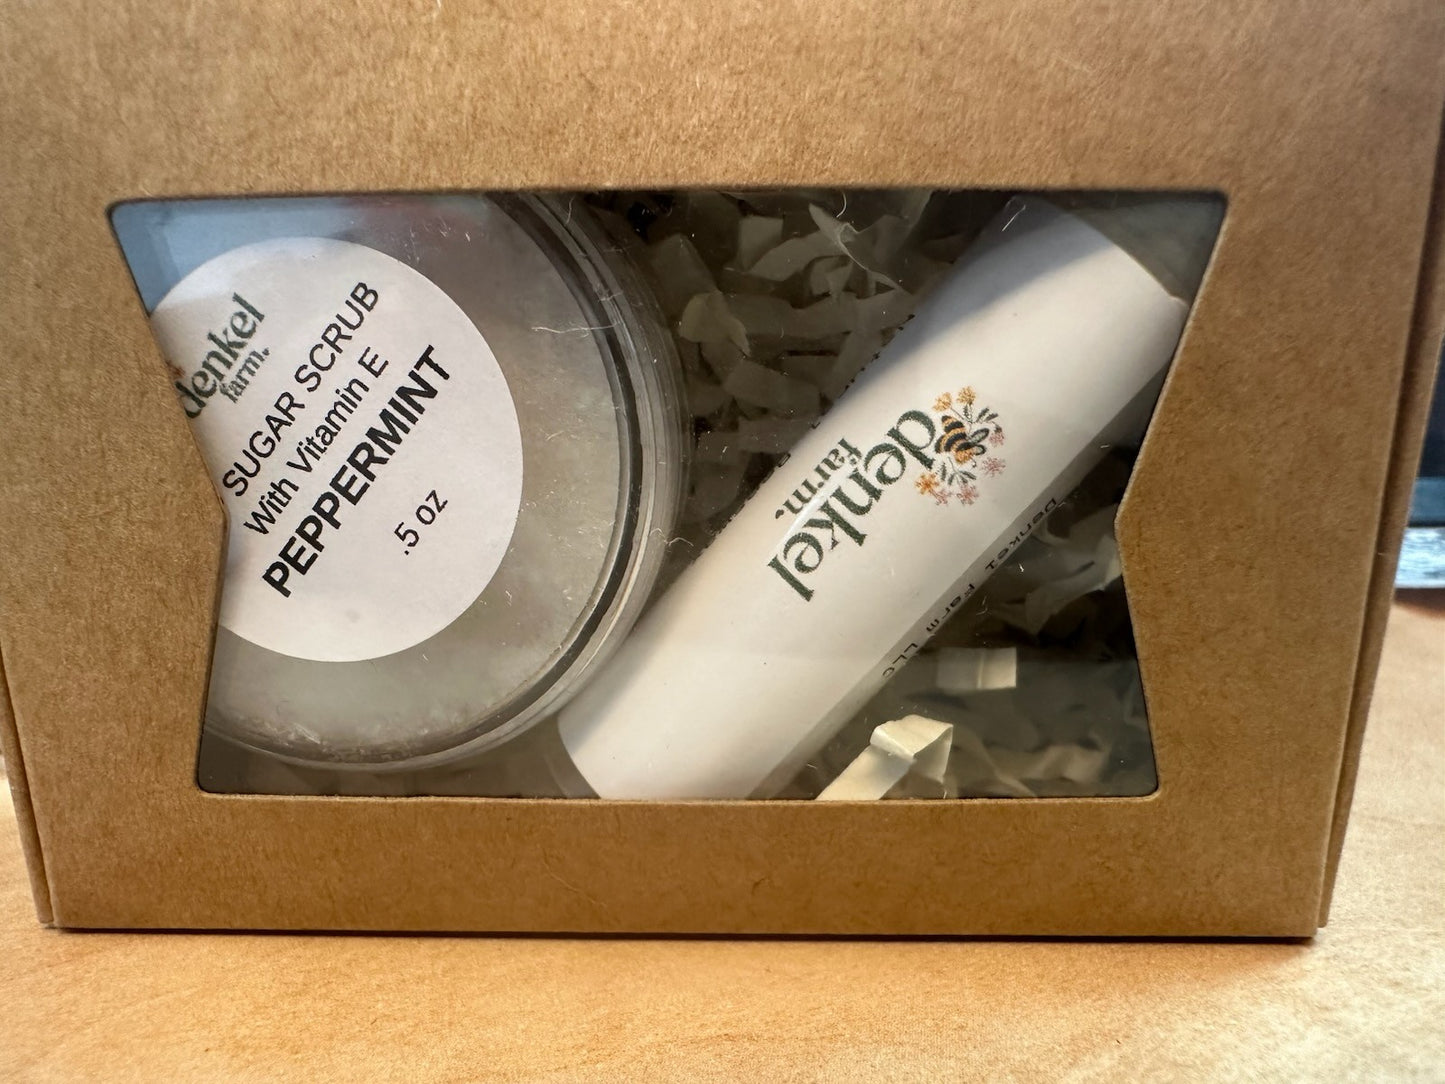 denkel
farm.
SUGAR SCRUB
With Vitamin E
PEPPERMINT
.5 oz
denkel
Farm.
Denkel Farm LLC